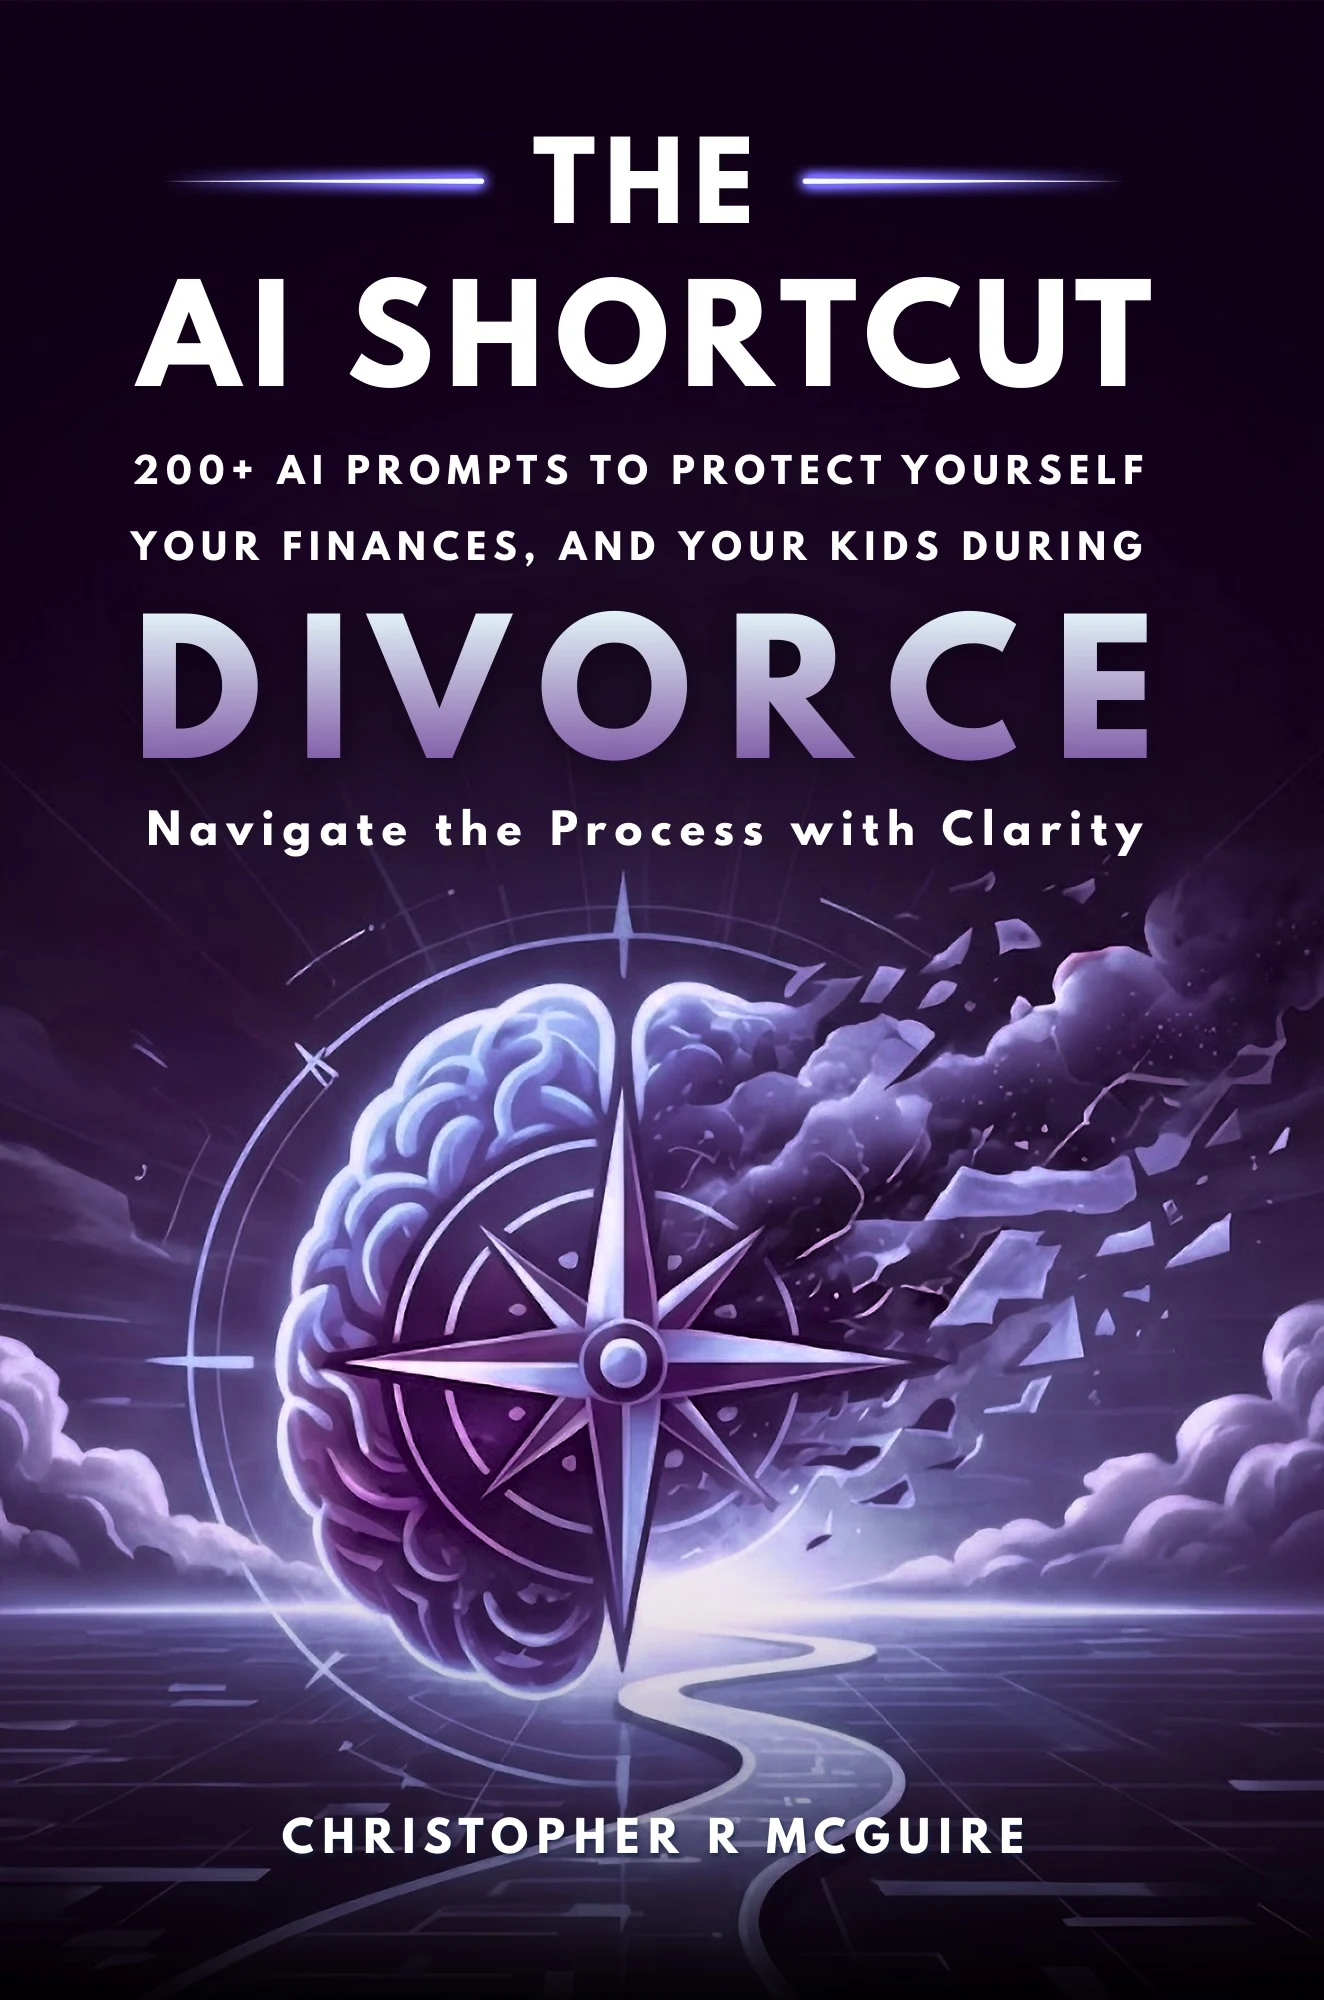 THE
AI SHORTCUT
200+ AI PROMPTS TO PROTECT YOURSELF
YOUR FINANCES, AND YOUR KIDS DURING
DIVORCE
Navigate the Process with Clarity
CHRISTOPHER R MCGUIRE